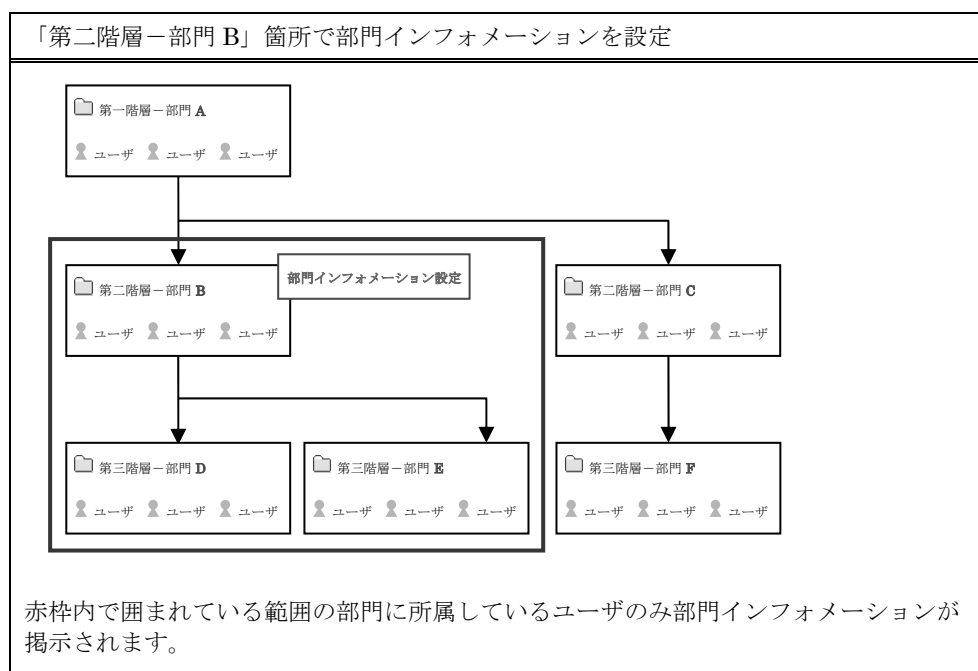 「第二階層－部門 B」箇所で部門インフォメーションを設定
第一階層－部門 A
ユーザ ユーザ ユーザ
第二階層－部門 B
部門インフォメーション設定
第二階層－部門 C
ユーザ ユーザ ユーザ
ユーザ ユーザ ユーザ
第三階層－部門 D
第三階層－部門 E
第三階層－部門 F
ユーザ ユーザ ユーザ
ユーザ ユーザ ユーザ
ユーザ ユーザ ユーザ
赤枠内で囲まれている範囲の部門に所属しているユーザのみ部門インフォメーションが
掲示されます。